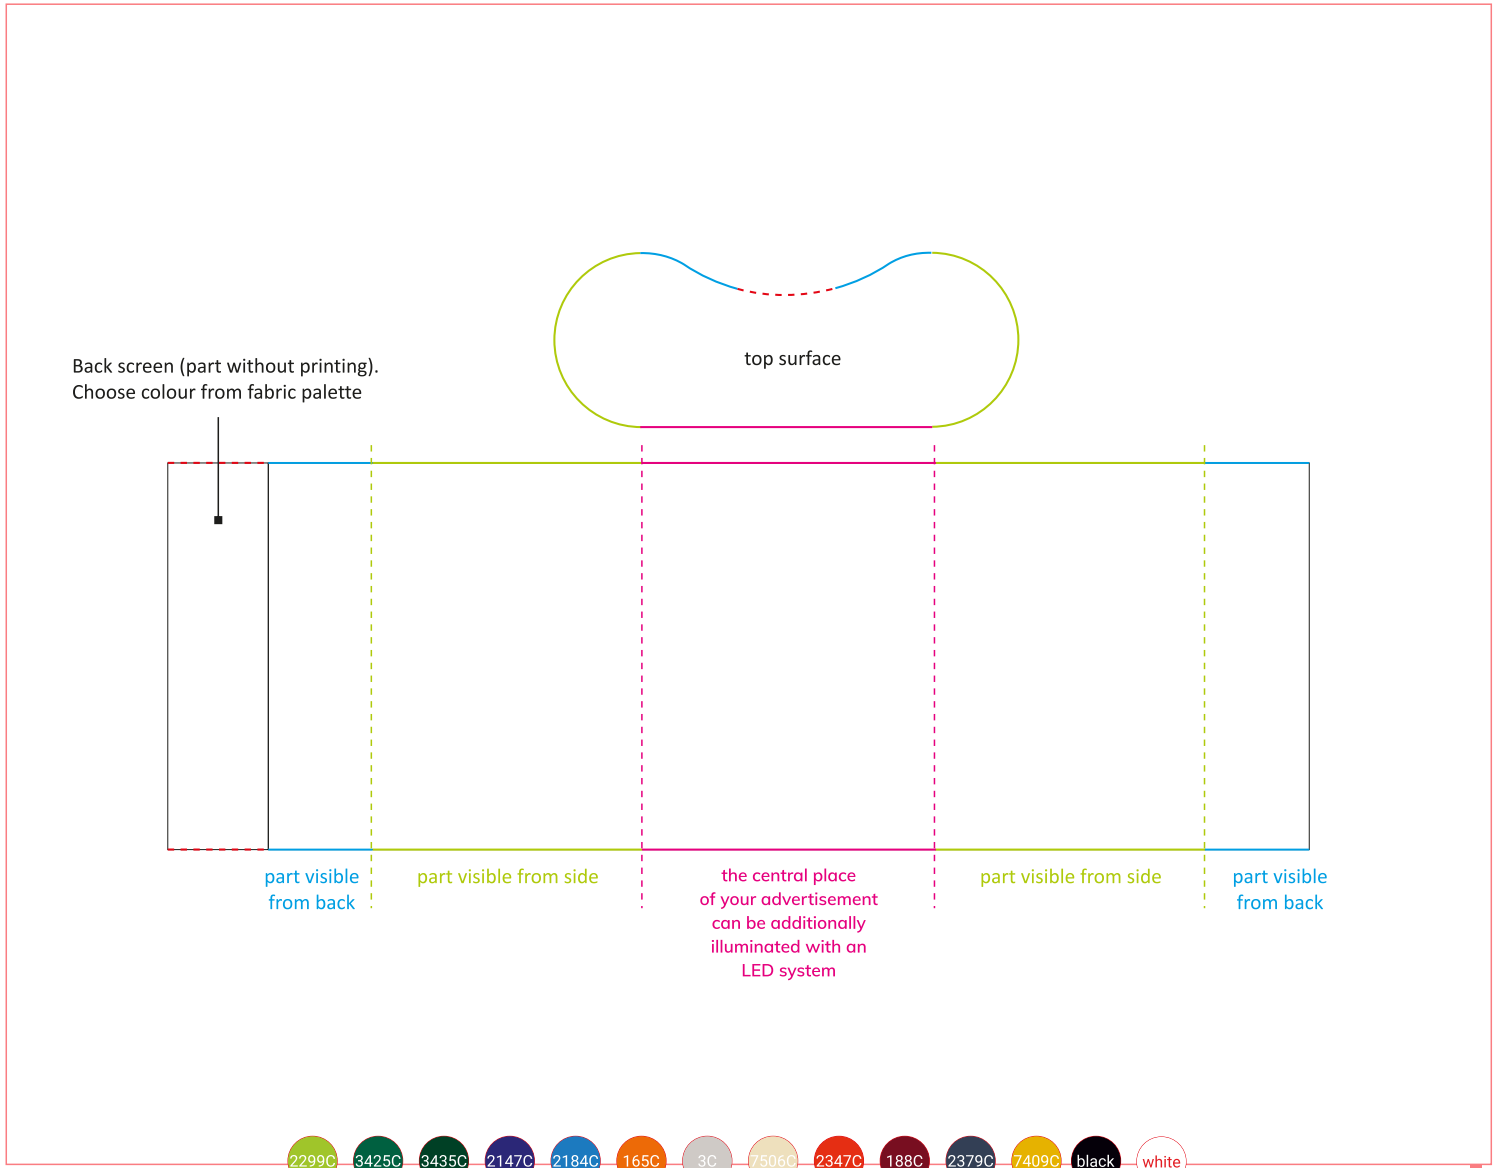 top surface
Back screen (part without printing).
Choose colour from fabric palette
part visible
from back
part visible from side
the central place
of your advertisement
can be additionally
illuminated with an
LED system
part visible from side
part visible
from back
2299C 3425C 3435C 2147C 2184C 165C 3C 7506C 2347C 188C 2379C 7409C black white